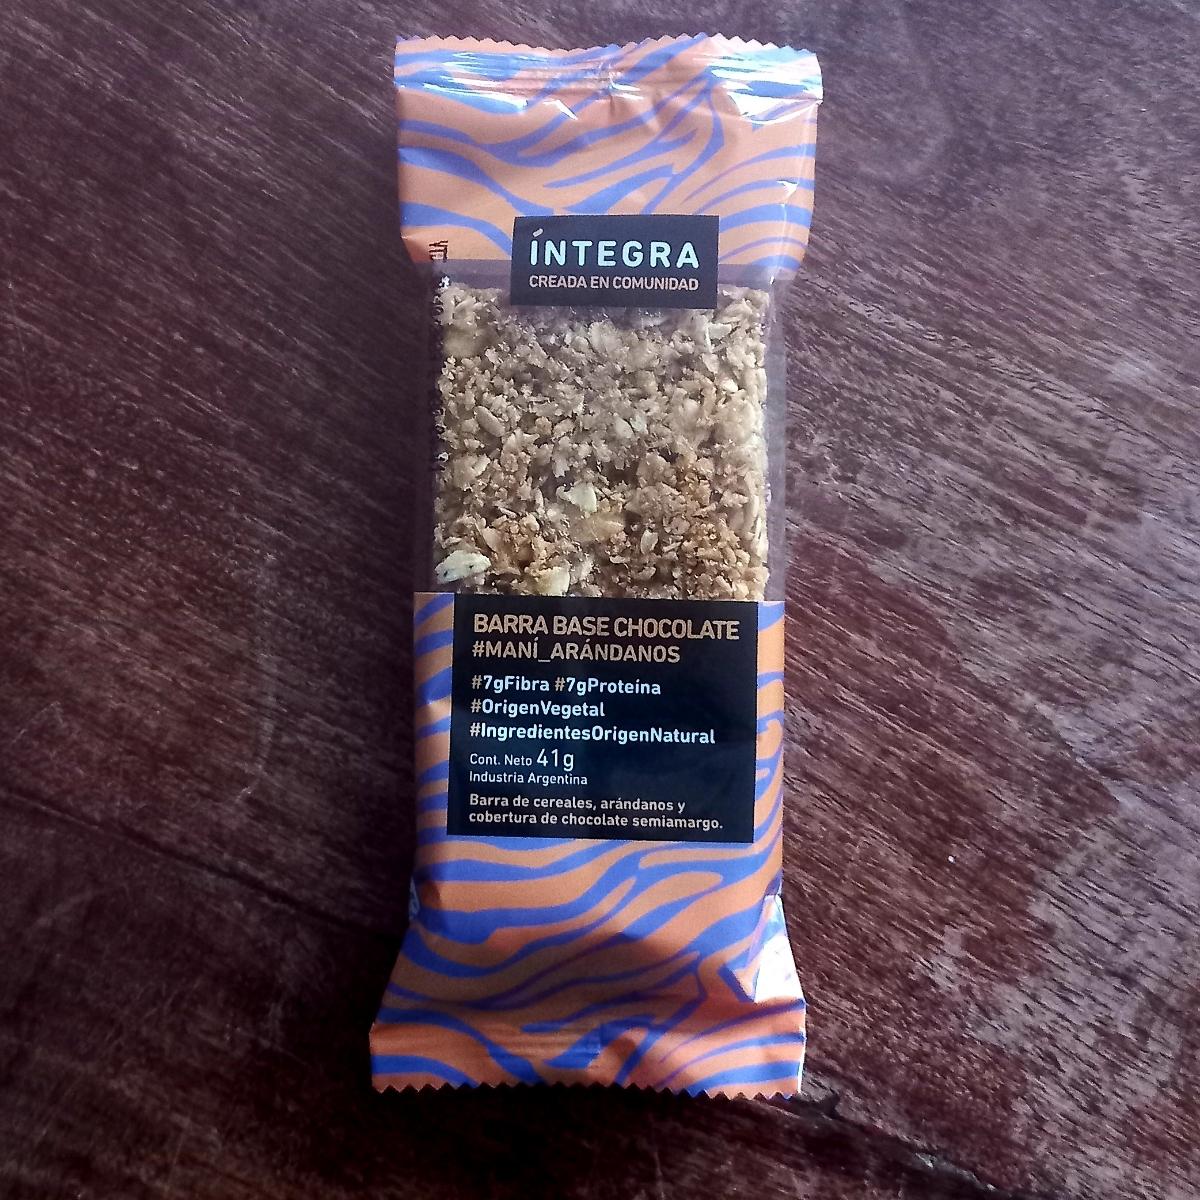 ÍNTEGRA
CREADA EN COMUNIDAD
BARRA BASE CHOCOLATE
#MANÍ_ARÁNDANOS
#7gFibra #7gProteína
#OrigenVegetal
#IngredientesOrigenNatural
Cont. Neto 41g
Industria Argentina
Barra de cereales, arándanos y
cobertura de chocolate semiamargo.